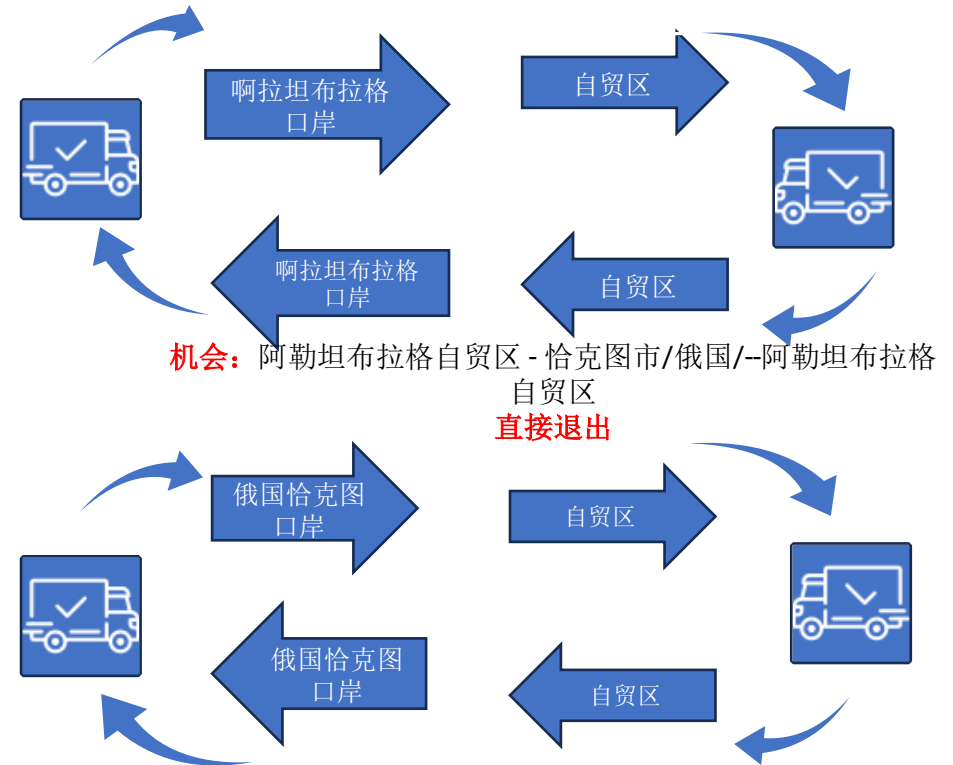 啊拉坦布拉格
口岸
自贸区
啊拉坦布拉格
口岸
自贸区
机会：阿勒坦布拉格自贸区 - 恰克图市/俄国/--阿勒坦布拉格
自贸区
直接退出
俄国恰克图
口岸
自贸区
俄国恰克图
口岸
自贸区